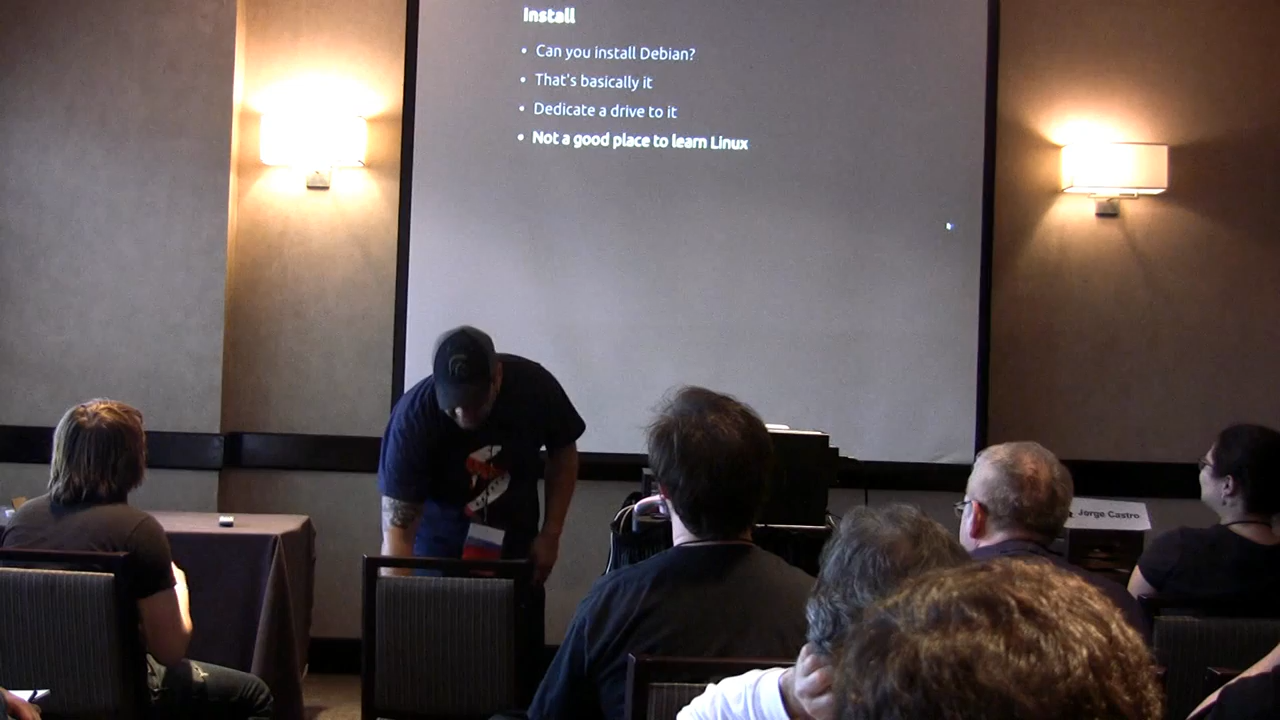 Install
• Can you install Debian?
• That's basically it
• Dedicate a drive to it
• Not a good place to learn Linux
Jorge Castro